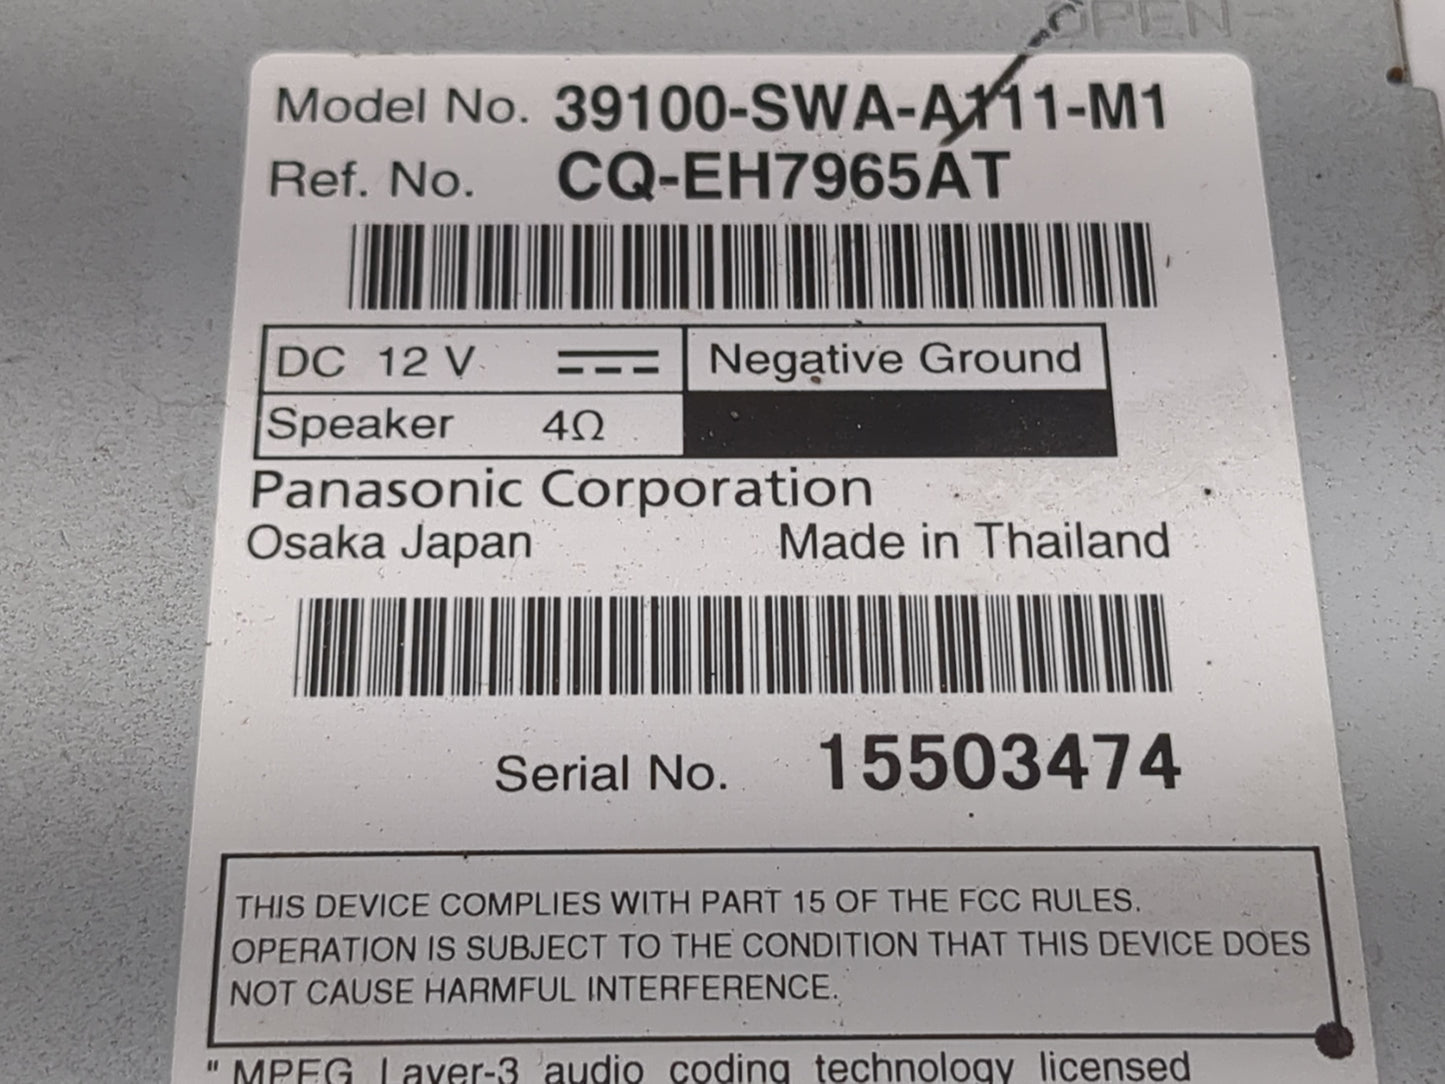 OPEN→
Model No. 39100-SWA-A111-M1
Ref. No. CQ-EH7965AT
DC 12 V Negative Ground
Speaker 4Ω
Panasonic Corporation
Osaka Japan Made in Thailand
Serial No. 15503474
THIS DEVICE COMPLIES WITH PART 15 OF THE FCC RULES.
OPERATION IS SUBJECT TO THE CONDITION THAT THIS DEVICE DOES
NOT CAUSE HARMFUL INTERFERENCE.
" MPEG Layer-3 audio coding technology licensed